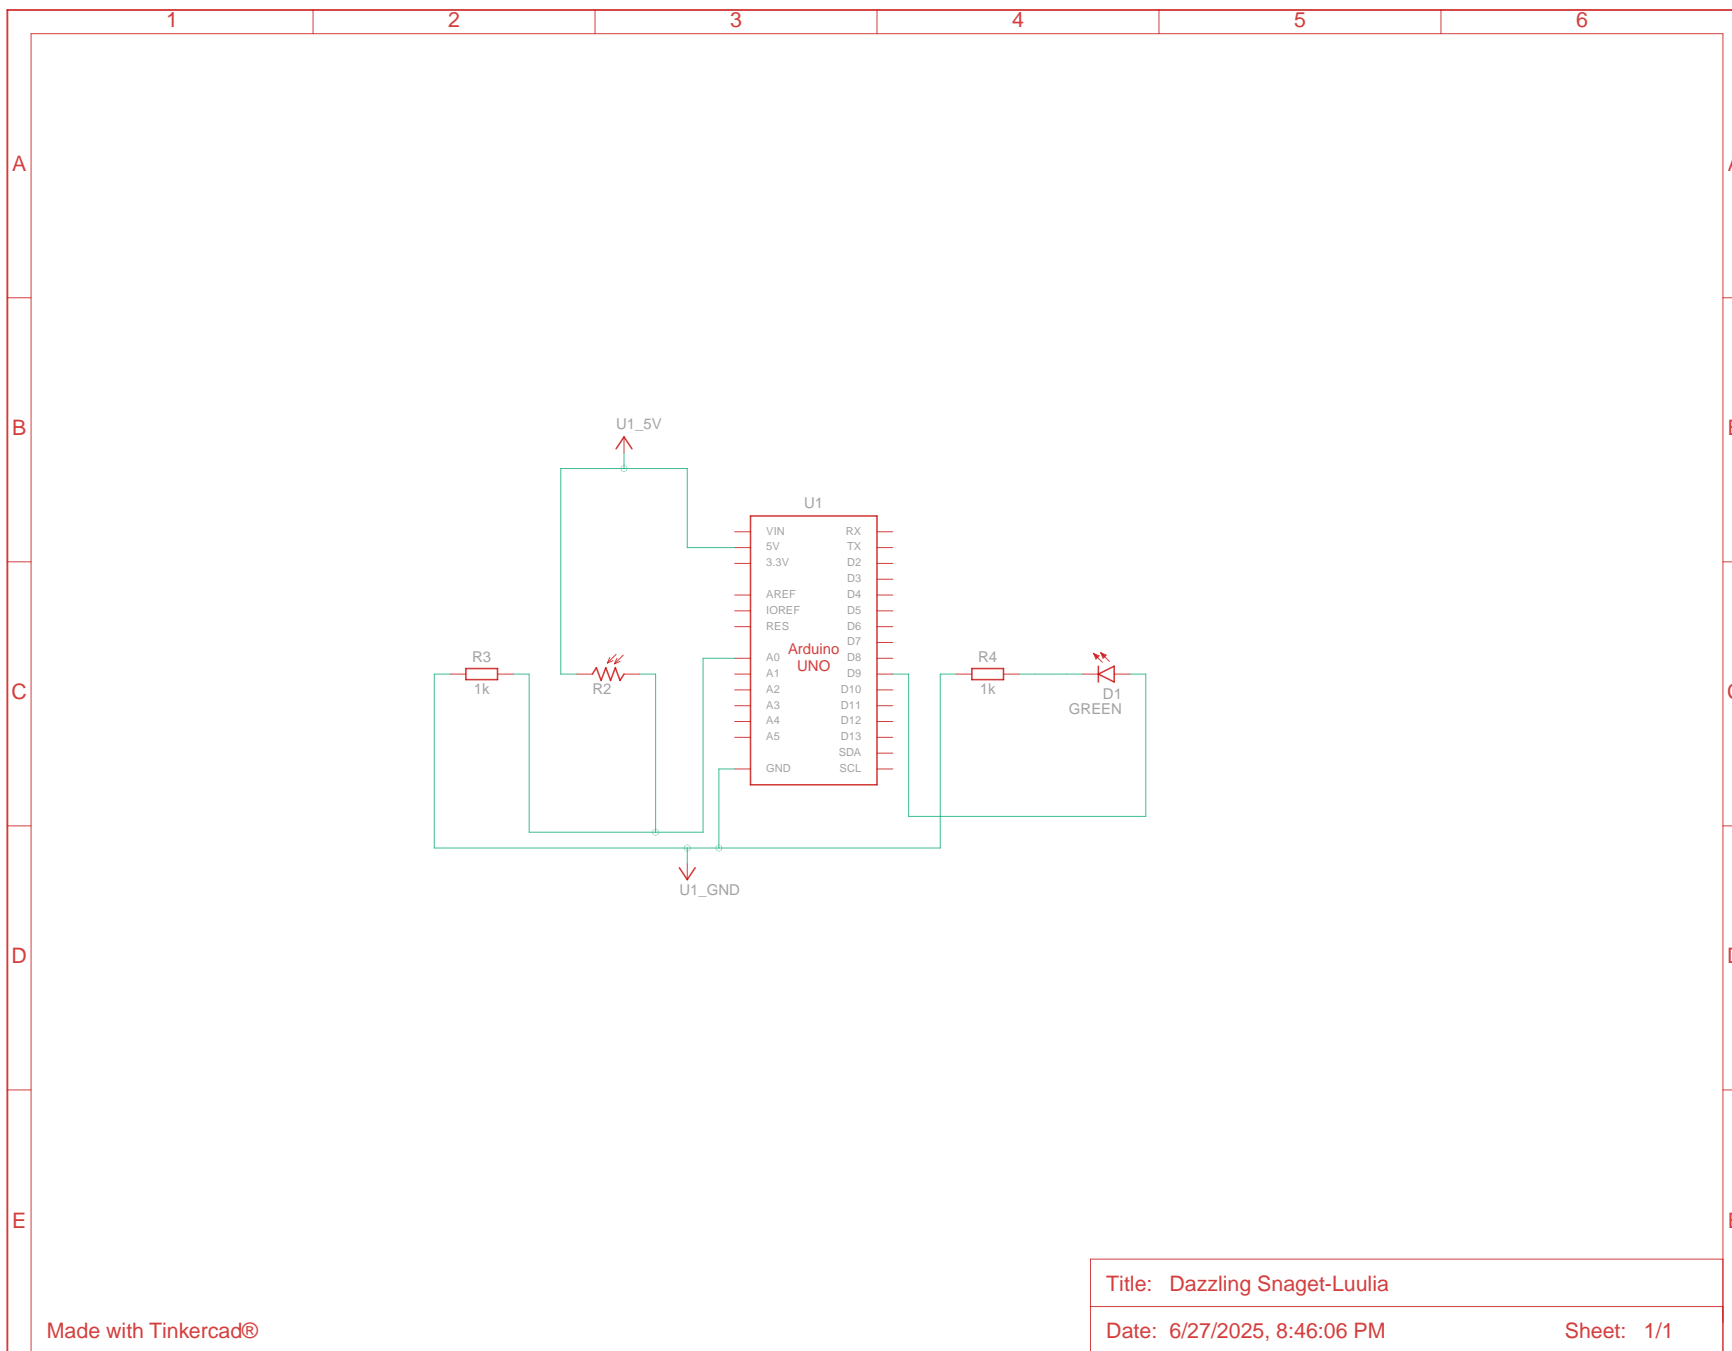 1 2 3 4 5 6
A A
B
U1_5V
U1
VIN RX
5V TX
3.3V D2
D3
AREF D4
IOREF D5
RES D6
D7
A0 D8
Arduino
UNO
A1 D9
A2 D10
A3 D11
A4 D12
A5 D13
SDA
GND SCL
R3
1k
R2
R4
1k
D1
GREEN
C
U1_GND
D
E
Title: Dazzling Snaget-Luulia
Made with Tinkercad®
Date: 6/27/2025, 8:46:06 PM Sheet: 1/1